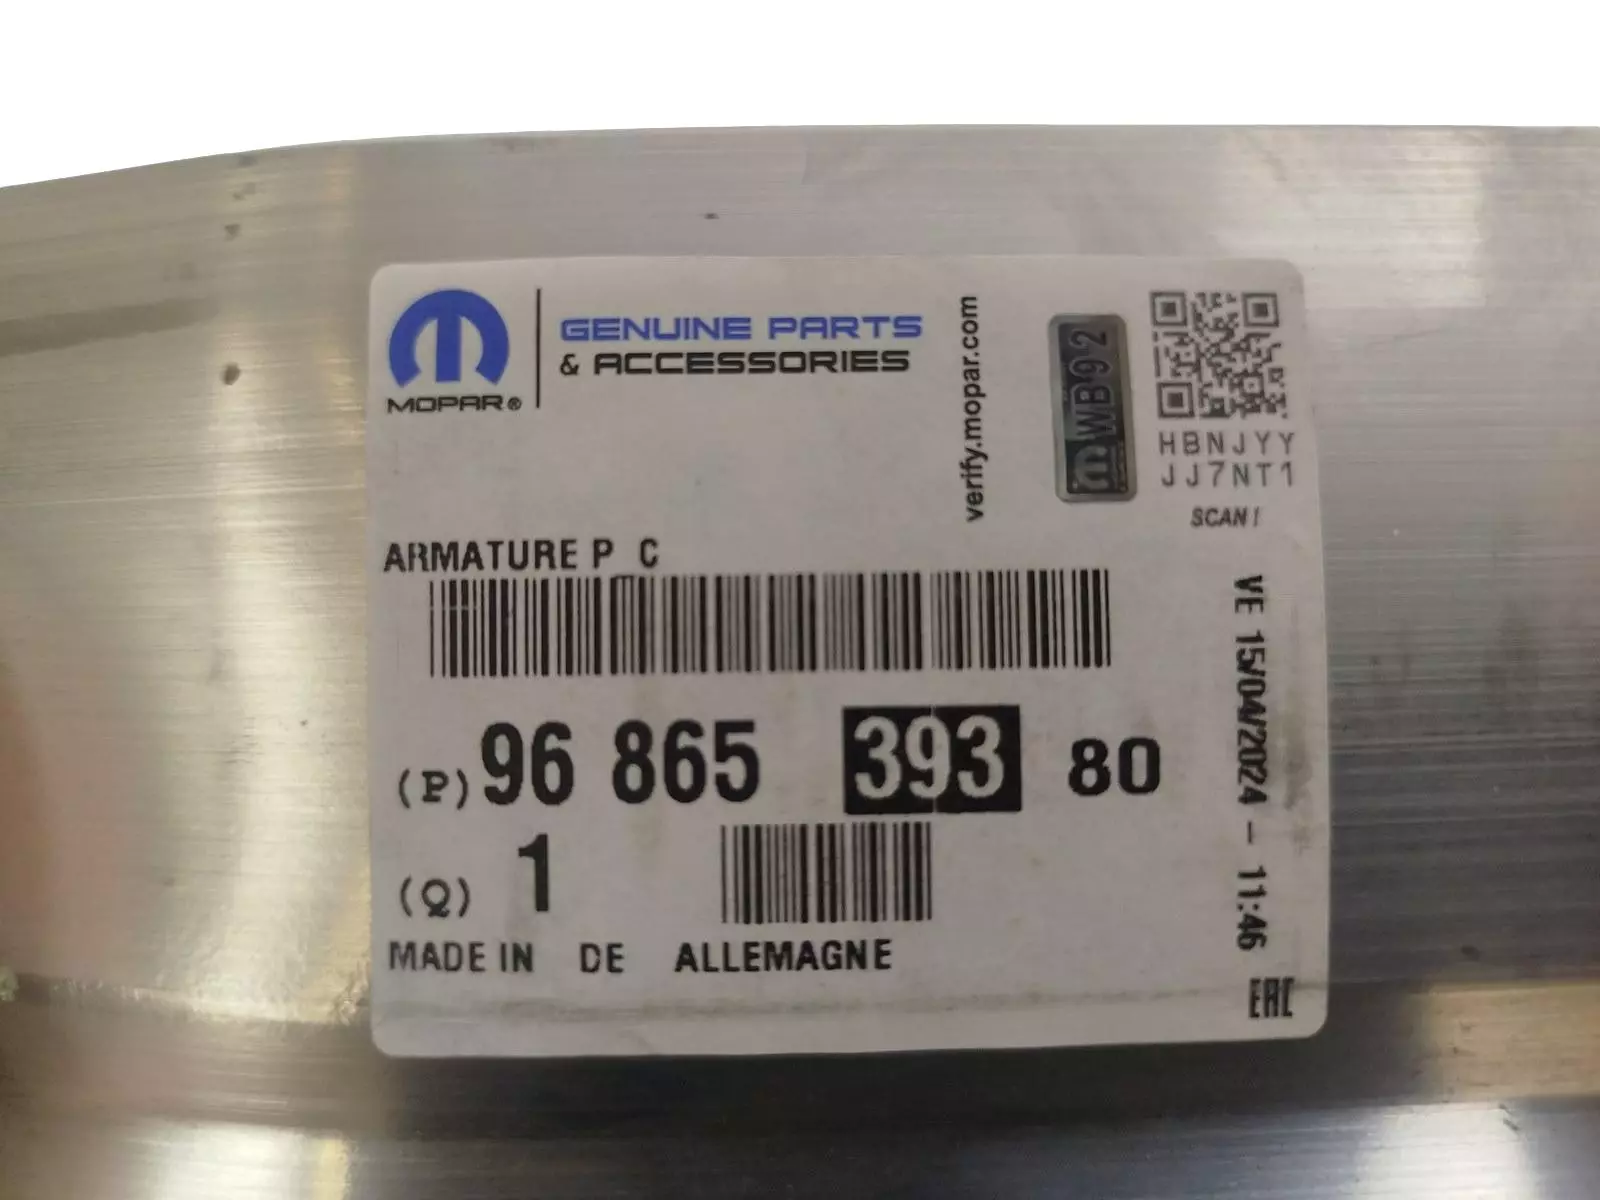 MOPAR®
GENUINE PARTS
& ACCESSORIES
verify.mopar.com
WB92
HBNJYY
JJ7NT1
SCAN!
ARMATURE P C
(P) 96 865 393 80
(Q) 1
MADE IN DE ALLEMAGNE
VE 15/04/2024 - 11:46
EAC